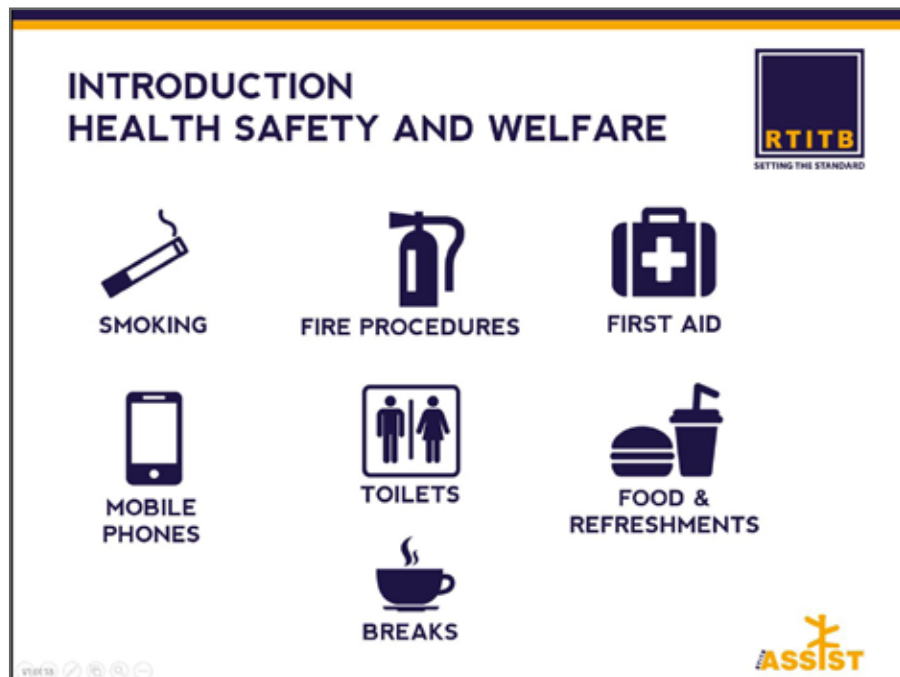 INTRODUCTION
HEALTH SAFETY AND WELFARE
RTITB
SETTING THE STANDARD
SMOKING
FIRE PROCEDURES
FIRST AID
MOBILE
PHONES
TOILETS
FOOD &
REFRESHMENTS
BREAKS
RTITB
ASSIST